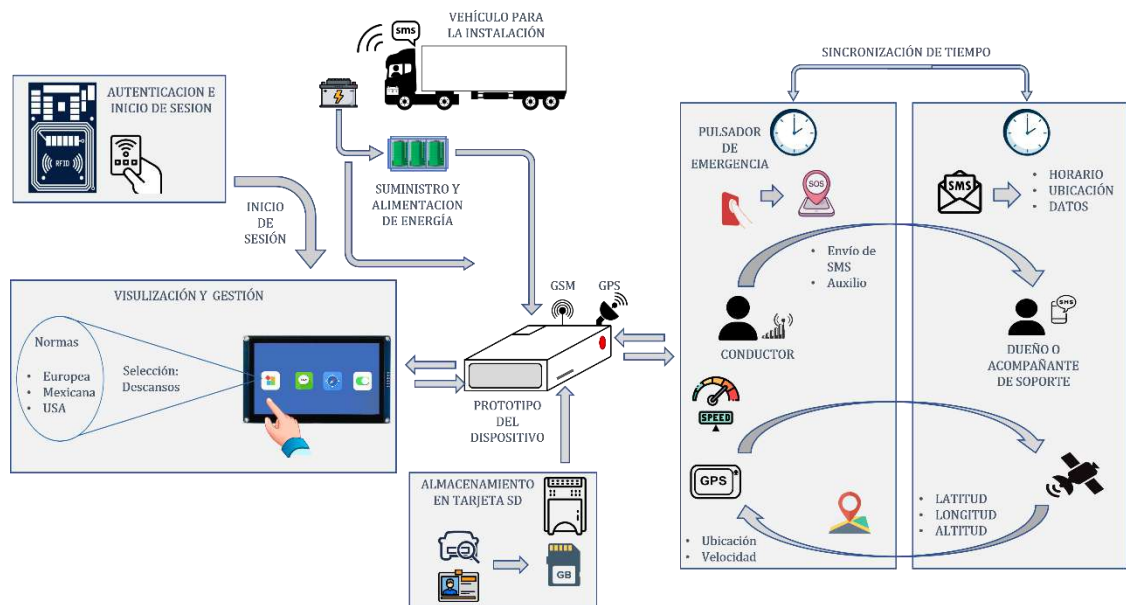 VEHÍCULO PARA
LA INSTALACIÓN
sms
SINCRONIZACIÓN DE TIEMPO
AUTENTICACION E
INICIO DE SESION
RFID
SUMINISTRO Y
ALIMENTACION DE
ENERGÍA
INICIO
DE
SESIÓN
PULSADOR
DE
EMERGENCIA
SOS
• Envío de
SMS
• Auxilio
CONDUCTOR
SMS
• HORARIO
• UBICACIÓN
• DATOS
SMS
DUEÑO O
ACOMPAÑANTE
DE SOPORTE
VISULIZACIÓN Y GESTIÓN
Normas
• Europea
• Mexicana
• USA
Selección:
Descansos
GSM
GPS
PROTOTIPO
DEL
DISPOSITIVO
ALMACENAMIENTO
EN TARJETA SD
GB
SPEED
GPS
• Ubicación
• Velocidad
• LATITUD
• LONGITUD
• ALTITUD